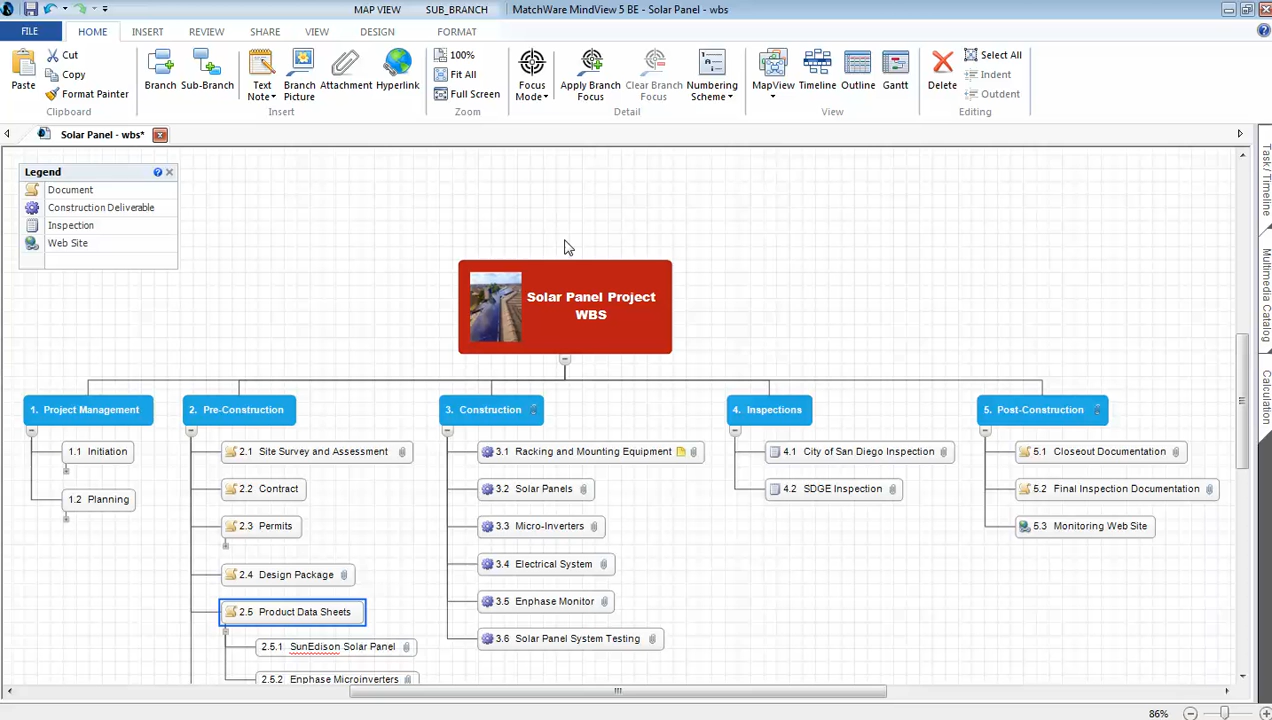 MAP VIEW SUB_BRANCH MatchWare MindView 5 BE - Solar Panel - wbs
FILE HOME INSERT REVIEW SHARE VIEW DESIGN FORMAT
Paste Cut Copy Format Painter
Clipboard
Branch Sub-Branch Text Note Branch Picture Attachment Hyperlink
Insert
100% Fit All Full Screen
Zoom
Focus Mode Apply Branch Focus Clear Branch Focus Numbering Scheme
Detail
MapView Timeline Outline Gantt
View
Delete Select All Indent Outdent
Editing
Solar Panel - wbs*
Legend
Document
Construction Deliverable
Inspection
Web Site
Solar Panel Project
WBS
1. Project Management
1.1 Initiation
1.2 Planning
2. Pre-Construction
2.1 Site Survey and Assessment
2.2 Contract
2.3 Permits
2.4 Design Package
2.5 Product Data Sheets
2.5.1 SunEdison Solar Panel
2.5.2 Enphase Microinverters
3. Construction
3.1 Racking and Mounting Equipment
3.2 Solar Panels
3.3 Micro-Inverters
3.4 Electrical System
3.5 Enphase Monitor
3.6 Solar Panel System Testing
4. Inspections
4.1 City of San Diego Inspection
4.2 SDGE Inspection
5. Post-Construction
5.1 Closeout Documentation
5.2 Final Inspection Documentation
5.3 Monitoring Web Site
Task / Timeline
Multimedia Catalog
Calculation
86%